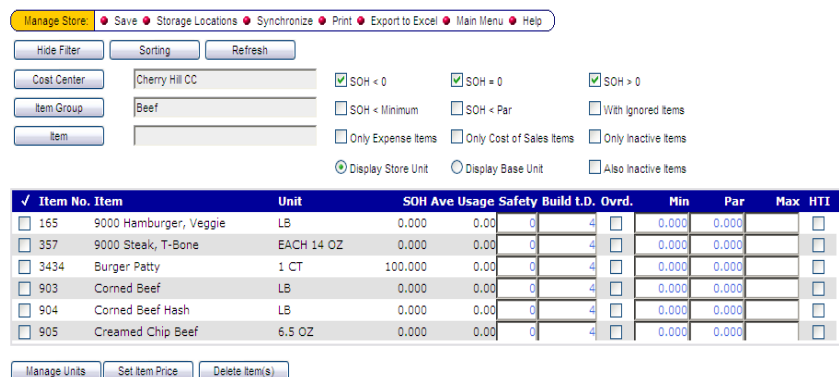 Manage Store: Save Storage Locations Synchronize Print Export to Excel Main Menu Help
Hide Filter Sorting Refresh
Cost Center Cherry Hill CC SOH < 0 SOH = 0 SOH > 0
Item Group Beef SOH < Minimum SOH < Par With Ignored Items
Item Only Expense Items Only Cost of Sales Items Only Inactive Items
Display Store Unit Display Base Unit Also Inactive Items
√ Item No. Item Unit SOH Ave Usage Safety Build t.D. Ovrd. Min Par Max HTI
165 9000 Hamburger, Veggie LB 0.000 0.00 0 4 0.000 0.000
357 9000 Steak, T-Bone EACH 14 OZ 0.000 0.00 0 4 0.000 0.000
3434 Burger Patty 1 CT 100.000 0.00 0 4 0.000 0.000
903 Corned Beef LB 0.000 0.00 0 4 0.000 0.000
904 Corned Beef Hash LB 0.000 0.00 0 4 0.000 0.000
905 Creamed Chip Beef 6.5 OZ 0.000 0.00 0 4 0.000 0.000
Manage Units Set Item Price Delete Item(s)